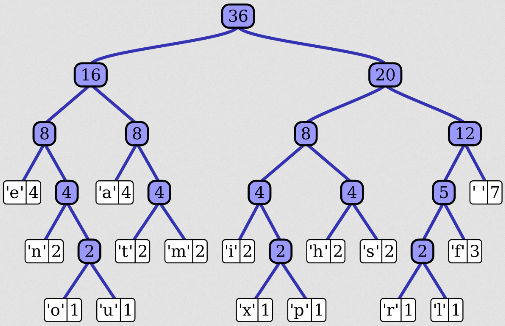 36
16 20
8 8 8 12
'e' 4 4 'a' 4 4 4 4 5 ' ' 7
'n' 2 2 't' 2 'm' 2 'i' 2 2 'h' 2 's' 2 2 'f' 3
'o' 1 'u' 1 'x' 1 'p' 1 'r' 1 'l' 1